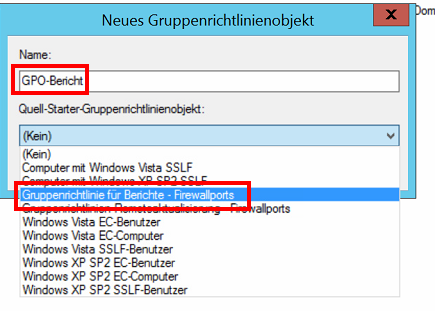 Neues Gruppenrichtlinienobjekt
X
Dom
Name:
GPO-Bericht
Quell-Starter-Gruppenrichtlinienobjekt:
(Kein)
(Kein)
Computer mit Windows Vista SSLF
Computer mit Windows XP SP2 SSLF
Gruppenrichtlinie für Berichte - Firewallports
Gruppenrichtlinien-Remoteaktualisierung - Firewallports
Windows Vista EC-Benutzer
Windows Vista EC-Computer
Windows Vista SSLF-Benutzer
Windows XP SP2 EC-Benutzer
Windows XP SP2 EC-Computer
Windows XP SP2 SSLF-Benutzer